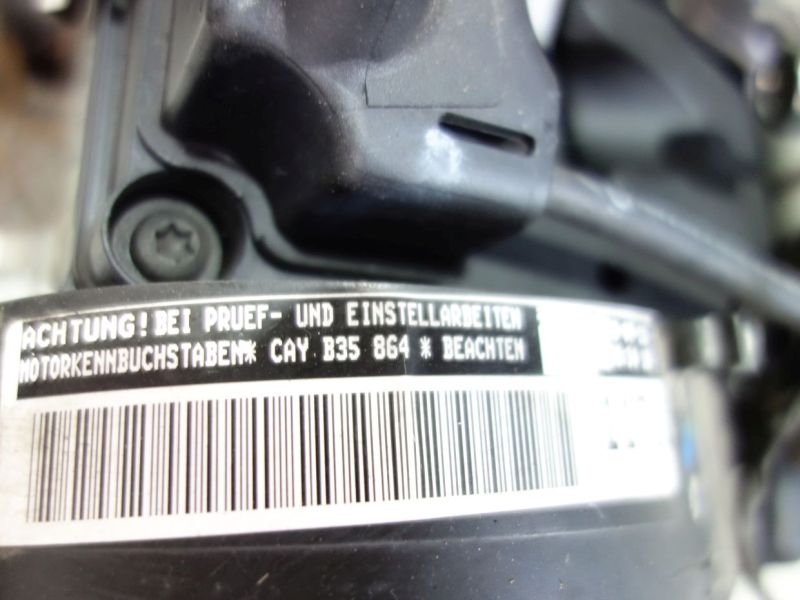 ACHTUNG! BEI PRUEF- UND EINSTELLARBEITEN
MOTORKENNBUCHSTABEN* CAY B35 864 * BEACHTEN